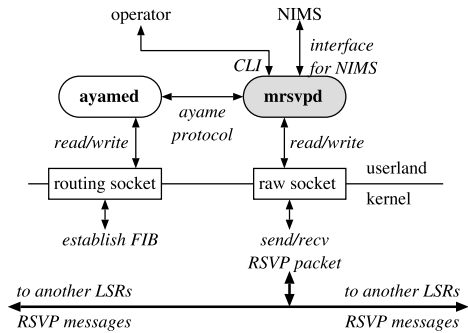 operator
NIMS
CLI
interface
for NIMS
ayamed
mrsvpd
ayame
protocol
read/write
read/write
userland
routing socket
raw socket
kernel
establish FIB
send/recv
RSVP packet
to another LSRs
to another LSRs
RSVP messages
RSVP messages